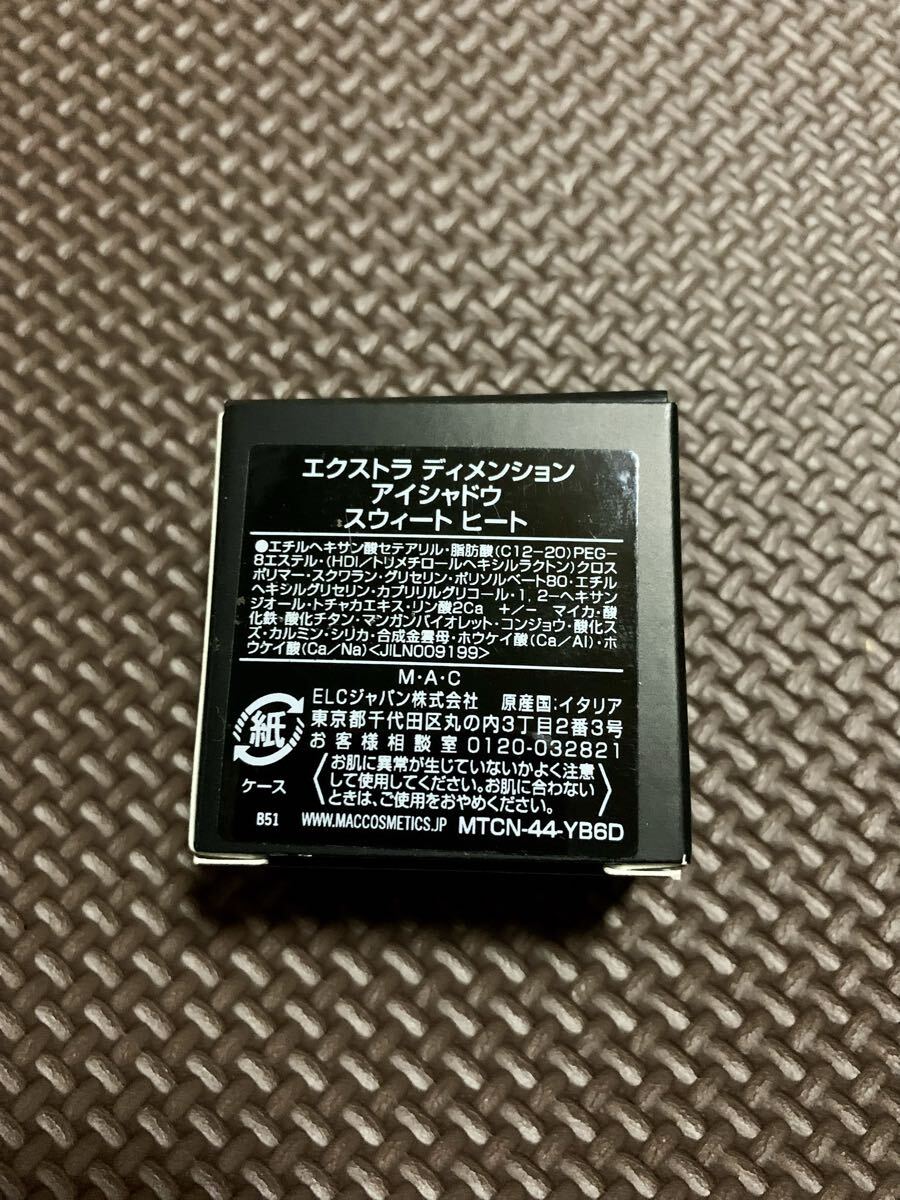 エクストラ ディメンション
アイシャドウ
スウィート ヒート
●エチルヘキサン酸セテアリル・脂肪酸(C12-20)PEG-
8エステル・(HDI/トリメチロールヘキシルラクトン)クロス
ポリマー・スクワラン・グリセリン・ポリソルベート80・エチル
ヘキシルグリセリン・カプリリルグリコール・1,2-ヘキサン
ジオール・トチャカエキス・リン酸2Ca +/- マイカ・酸
化鉄・酸化チタン・マンガンバイオレット・コンジョウ・酸化ス
ズ・カルミン・シリカ・合成金雲母・ホウケイ酸(Ca/Al)・ホ
ウケイ酸(Ca/Na)<JILN009199>
M・A・C
ELCジャパン株式会社 原産国:イタリア
東京都千代田区丸の内3丁目2番3号
お客様相談室 0120-032821
紙
ケース
〈お肌に異常が生じていないかよく注意
して使用してください。お肌に合わない
ときは、ご使用をおやめください。〉
B51 WWW.MACCOSMETICS.JP MTCN-44-YB6D